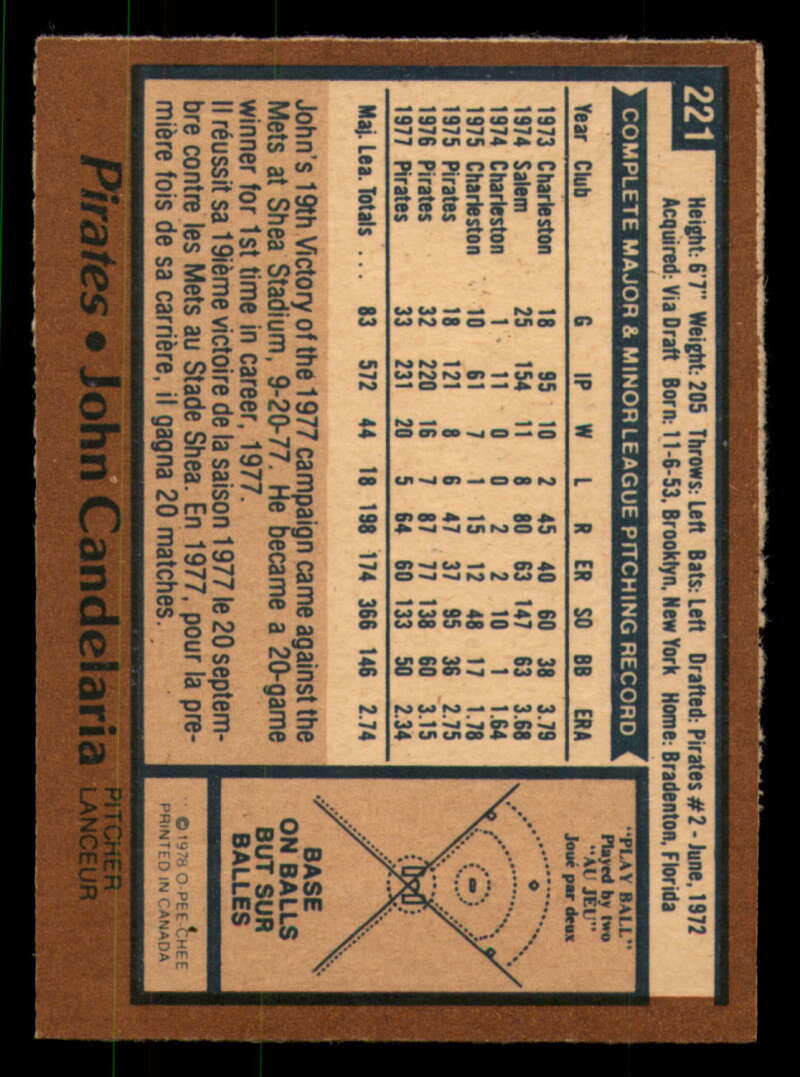 221
Height: 6'7" Weight: 205 Throws: Left Bats: Left Drafted: Pirates #2 - June, 1972
Acquired: Via Draft Born: 11-6-53, Brooklyn, New York Home: Bradenton, Florida
COMPLETE MAJOR & MINOR LEAGUE PITCHING RECORD
Year Club G IP W L R ER SO BB ERA
1973 Charleston 18 95 10 2 45 40 60 38 3.79
1974 Salem 25 154 11 8 80 63 147 63 3.68
1974 Charleston 1 11 0 0 2 2 10 1 1.64
1975 Charleston 10 61 7 1 15 12 48 17 1.78
1975 Pirates 18 121 8 6 47 37 95 36 2.75
1976 Pirates 32 220 16 7 87 77 138 60 3.15
1977 Pirates 33 231 20 5 64 60 133 50 2.34
Maj. Lea. Totals .... 83 572 44 18 198 174 366 146 2.74
John's 19th Victory of the 1977 campaign came against the
Mets at Shea Stadium, 9-20-77. He became a 20-game
winner for 1st time in career, 1977.
Il réussit sa 19ième victoire de la saison 1977 le 20 septem-
bre contre les Mets au Stade Shea. En 1977, pour la pre-
mière fois de sa carrière, il gagna 20 matches.
"PLAY BALL"
Played by two
"AU JEU"
Joué par deux
BASE
ON BALLS
BUT SUR
BALLES
© 1978 O-PEE-CHEE
PRINTED IN CANADA
Pirates • John Candelaria
PITCHER
LANCEUR